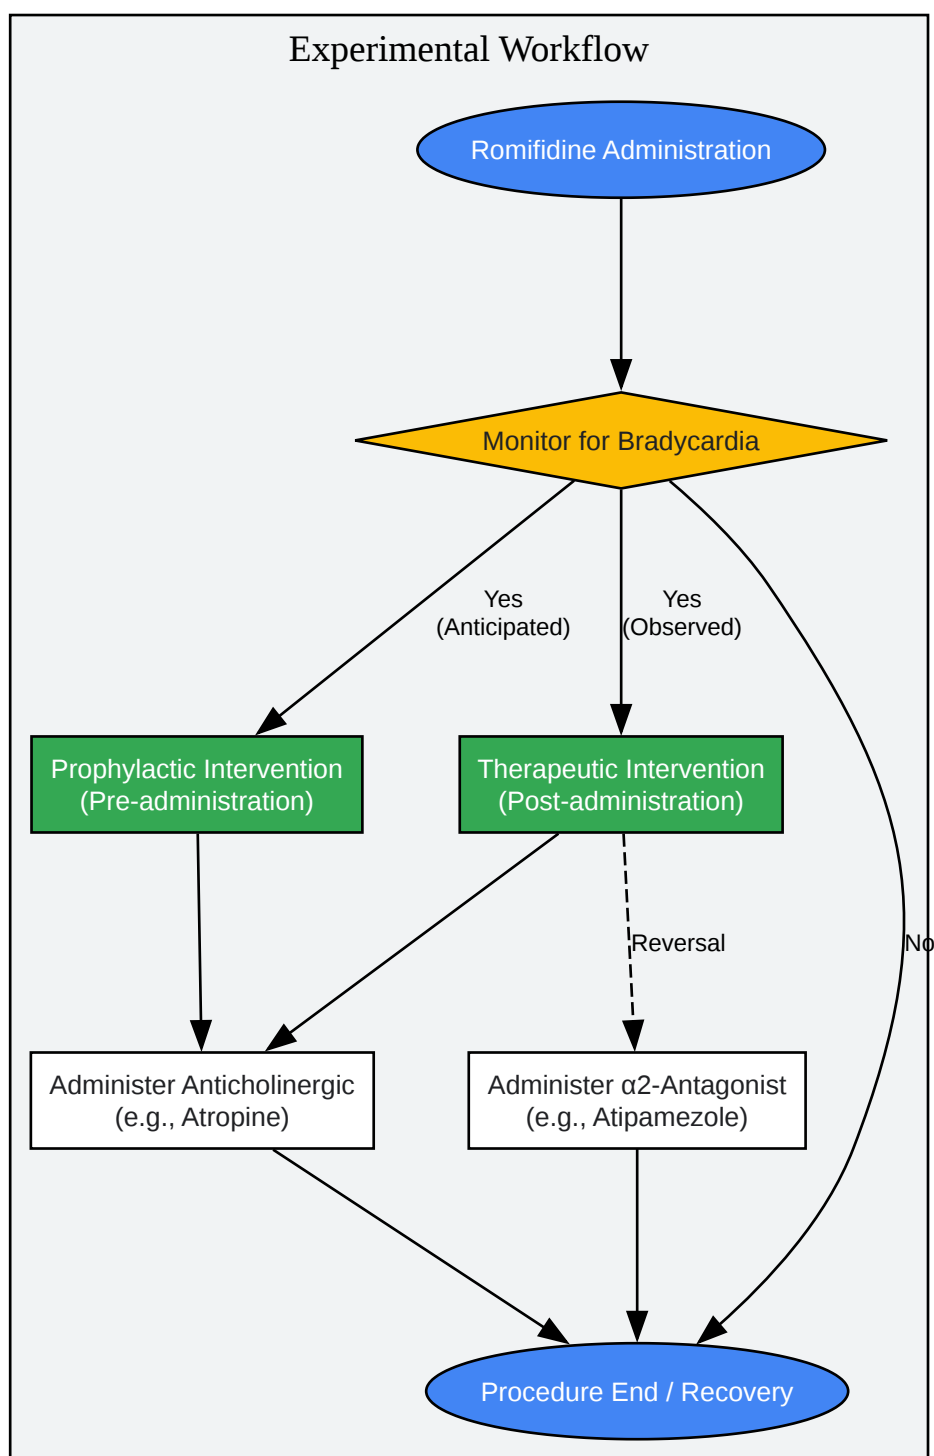 Experimental Workflow
Romifidine Administration
Monitor for Bradycardia
Yes
(Anticipated)
Yes
(Observed)
Prophylactic Intervention
(Pre-administration)
Therapeutic Intervention
(Post-administration)
Reversal
No
Administer Anticholinergic
(e.g., Atropine)
Administer α2-Antagonist
(e.g., Atipamezole)
Procedure End / Recovery